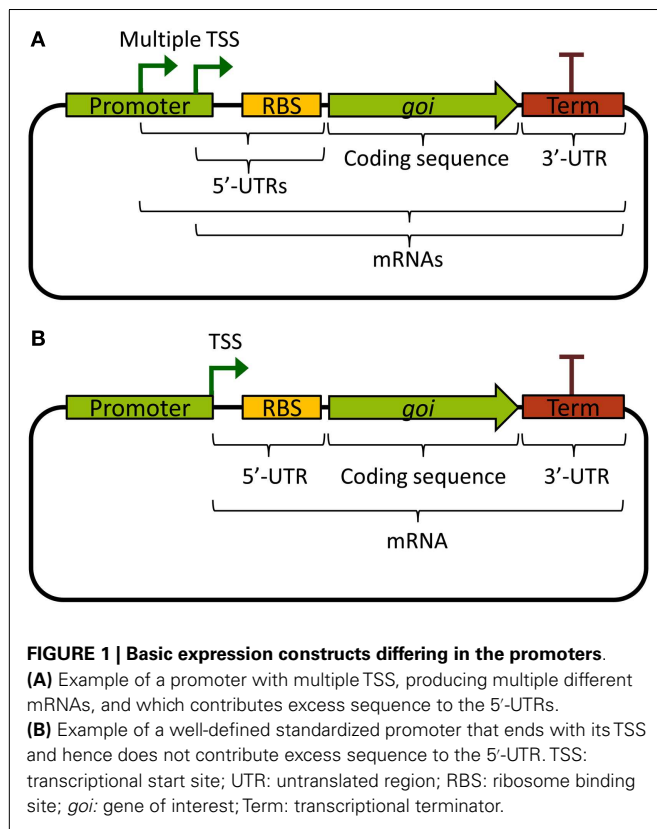 A
Multiple TSS
Promoter RBS goi Term
Coding sequence 3′-UTR
5′-UTRs
mRNAs
B
TSS
Promoter RBS goi Term
5′-UTR Coding sequence 3′-UTR
mRNA
FIGURE 1 | Basic expression constructs differing in the promoters.
(A) Example of a promoter with multiple TSS, producing multiple different
mRNAs, and which contributes excess sequence to the 5′-UTRs.
(B) Example of a well-defined standardized promoter that ends with its TSS
and hence does not contribute excess sequence to the 5′-UTR. TSS:
transcriptional start site; UTR: untranslated region; RBS: ribosome binding
site; goi: gene of interest; Term: transcriptional terminator.